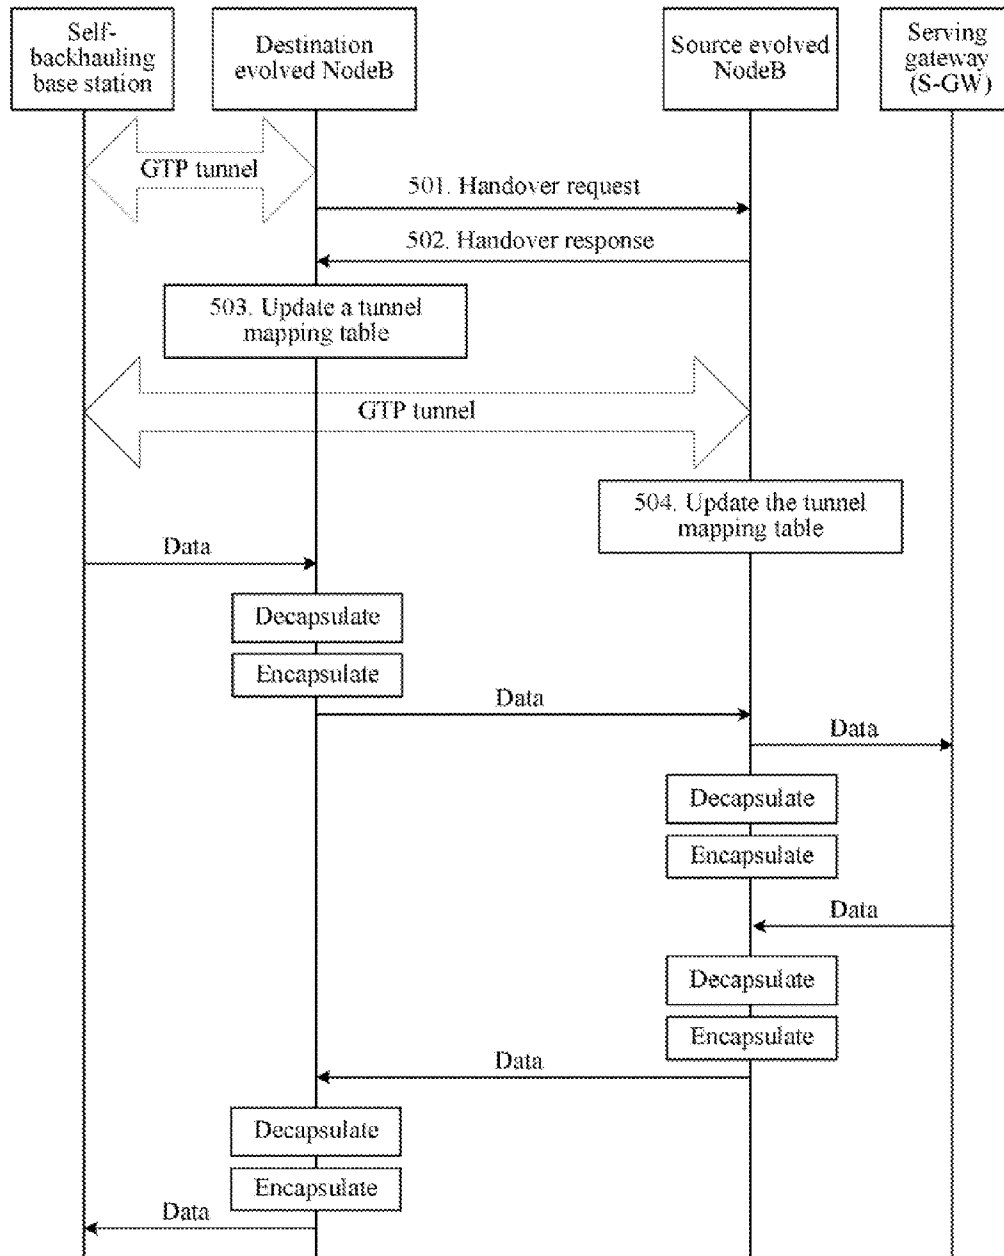 Self-
backhauling
base station
Destination
evolved NodeB
Source evolved
NodeB
Serving
gateway
(S-GW)
GTP tunnel
501. Handover request
502. Handover response
503. Update a tunnel
mapping table
GTP tunnel
504. Update the tunnel
mapping table
Data
Decapsulate
Encapsulate
Data
Data
Decapsulate
Encapsulate
Data
Decapsulate
Encapsulate
Data
Decapsulate
Encapsulate
Data